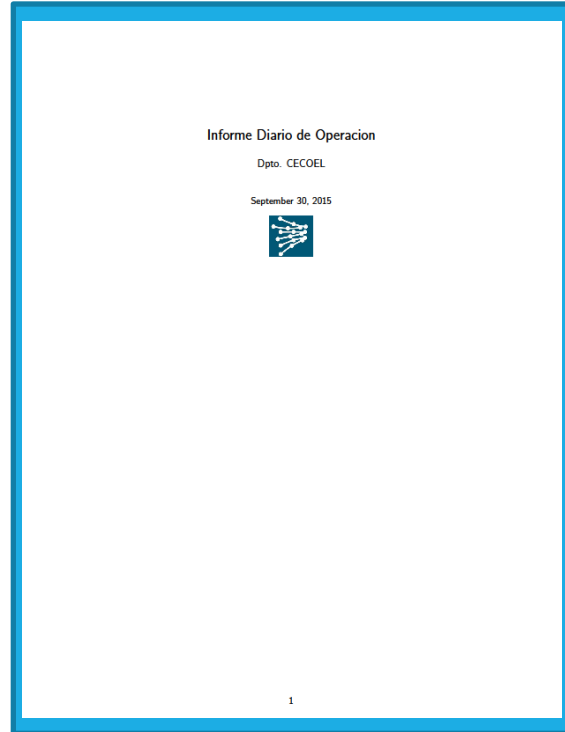 Informe Diario de Operacion
Dpto. CECOEL
September 30, 2015
1